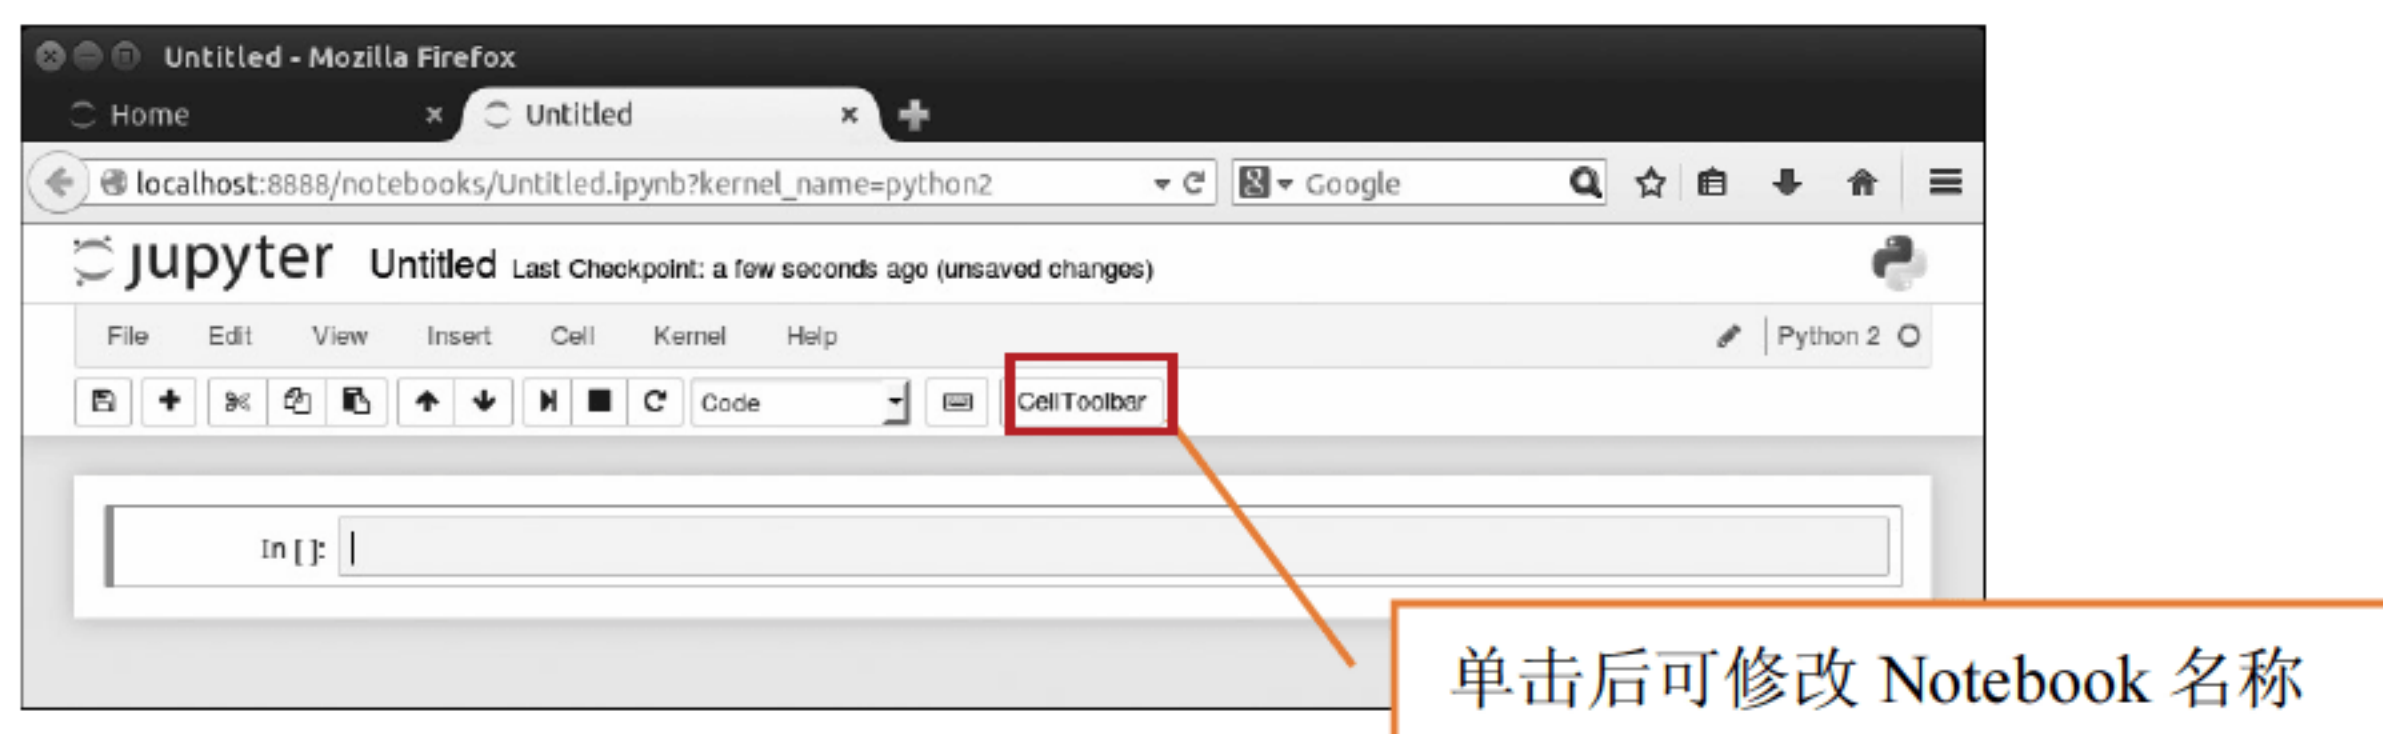 Untitled - Mozilla Firefox
Home
Untitled
localhost:8888/notebooks/Untitled.ipynb?kernel_name=python2
Google
jupyter Untitled Last Checkpoint: a few seconds ago (unsaved changes)
File Edit View Insert Cell Kernel Help Python 2
Code CellToolbar
In [ ]:
单击后可修改 Notebook 名称